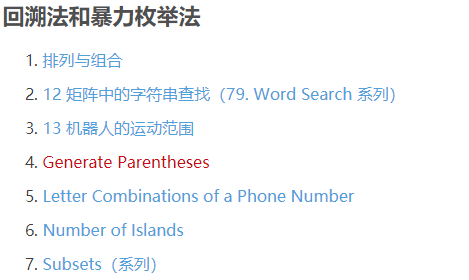 回溯法和暴力枚举法
1. 排列与组合
2. 12 矩阵中的字符串查找（79. Word Search 系列）
3. 13 机器人的运动范围
4. Generate Parentheses
5. Letter Combinations of a Phone Number
6. Number of Islands
7. Subsets（系列）